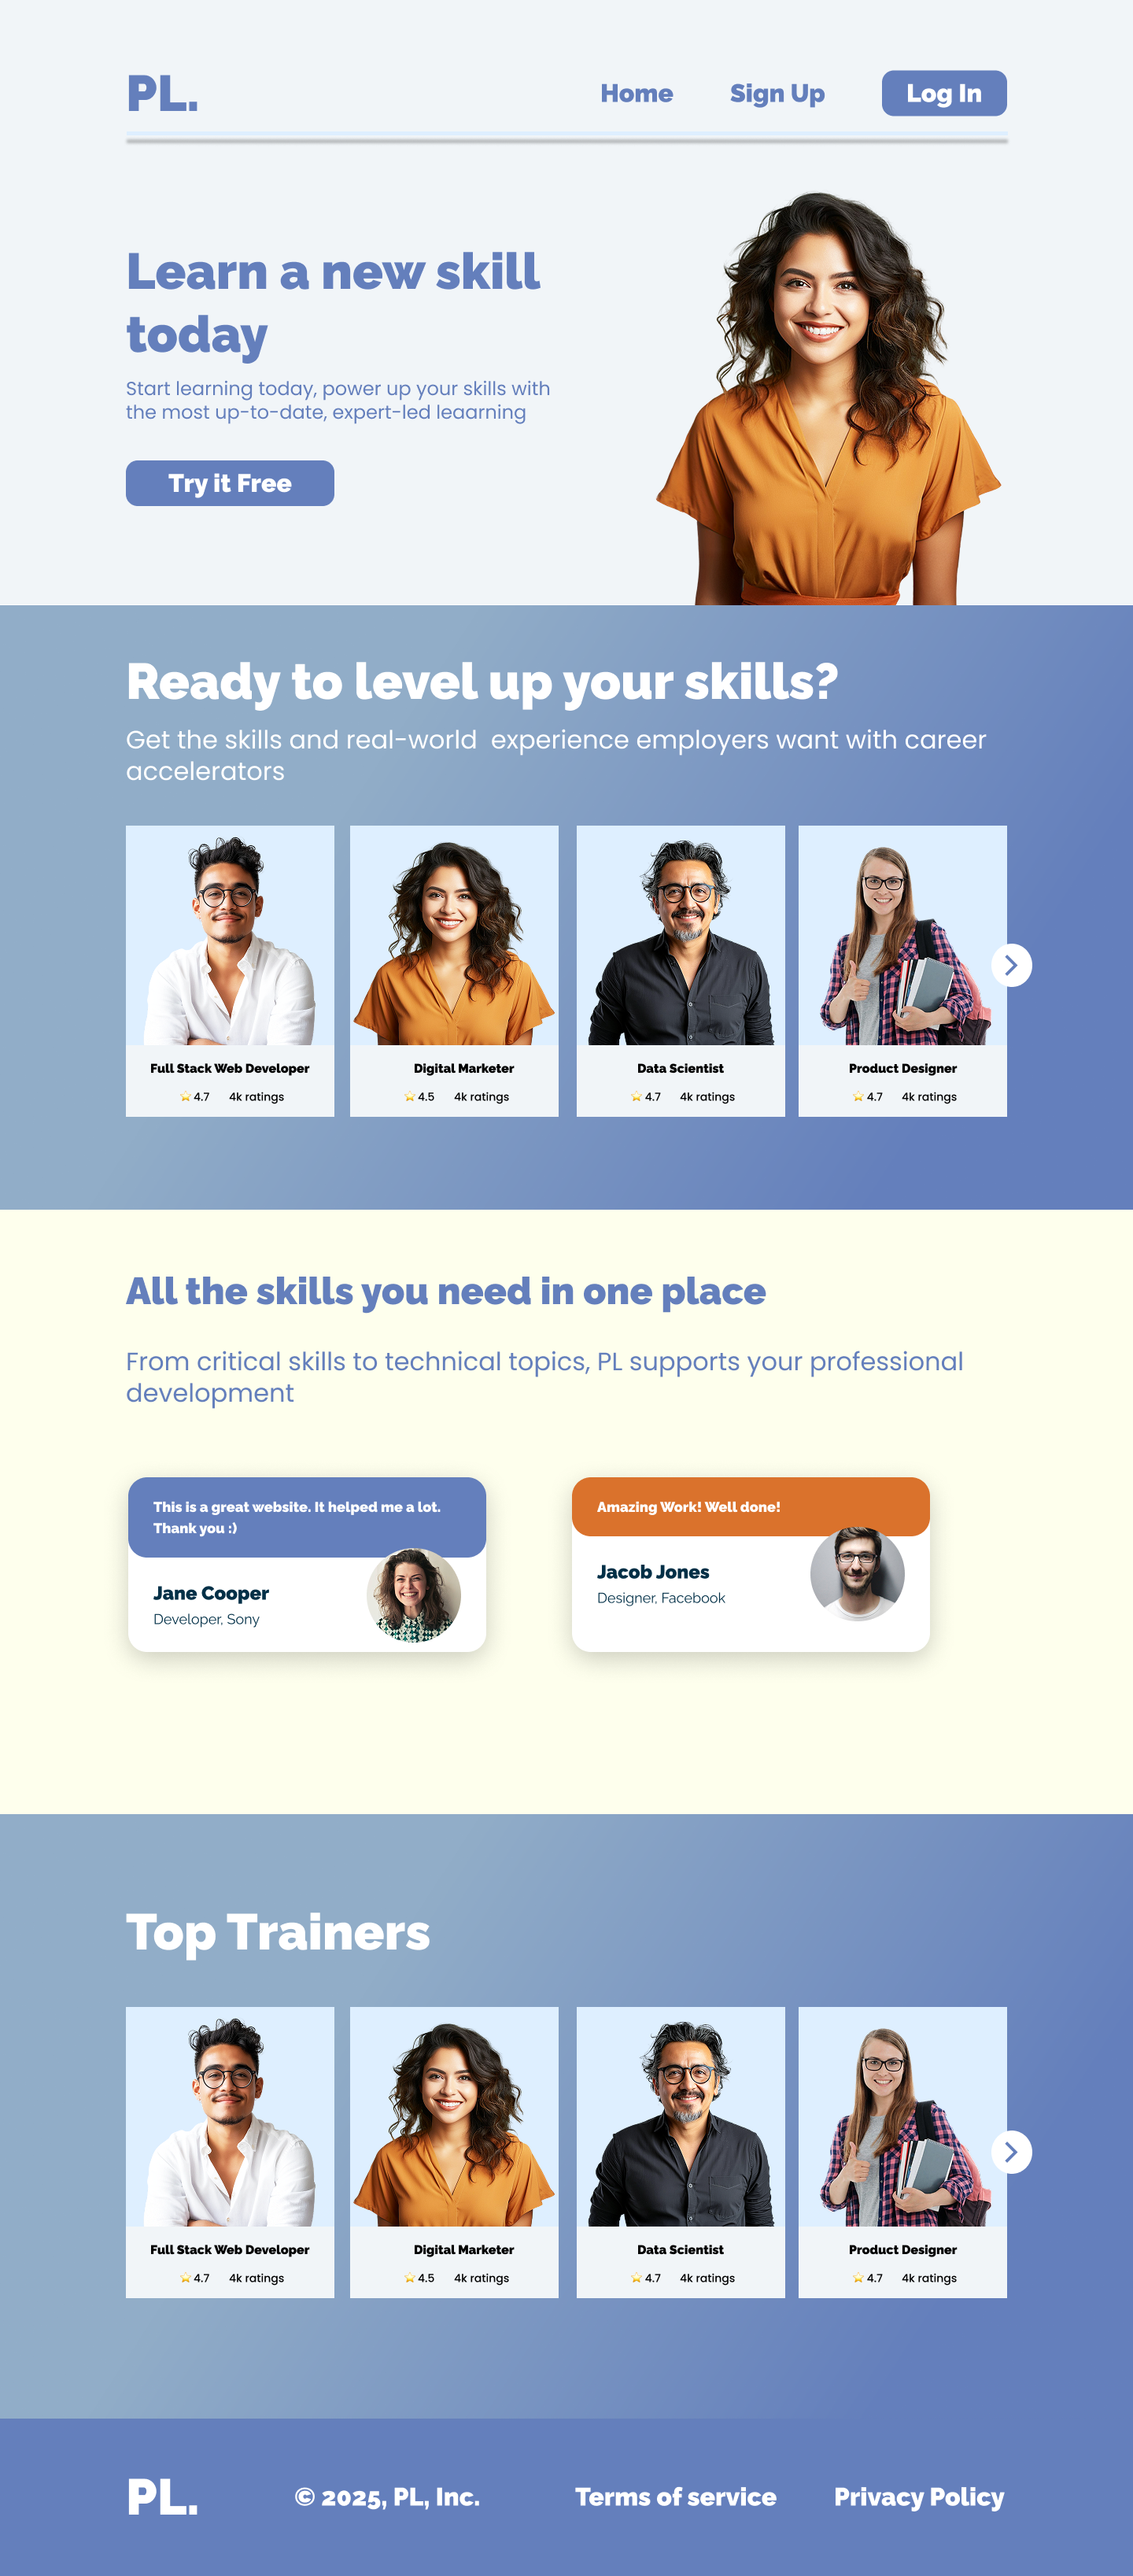 PL.
Home Sign Up Log In
Learn a new skill
today
Start learning today, power up your skills with
the most up-to-date, expert-led leaarning
Try it Free
Ready to level up your skills?
Get the skills and real-world  experience employers want with career
accelerators
Full Stack Web Developer
4.7 4k ratings
Digital Marketer
4.5 4k ratings
Data Scientist
4.7 4k ratings
Product Designer
4.7 4k ratings
All the skills you need in one place
From critical skills to technical topics, PL supports your professional
development
This is a great website. It helped me a lot.
Thank you :)
Jane Cooper
Developer, Sony
Amazing Work! Well done!
Jacob Jones
Designer, Facebook
Top Trainers
Full Stack Web Developer
4.7 4k ratings
Digital Marketer
4.5 4k ratings
Data Scientist
4.7 4k ratings
Product Designer
4.7 4k ratings
PL.
© 2025, PL, Inc.
Terms of service
Privacy Policy